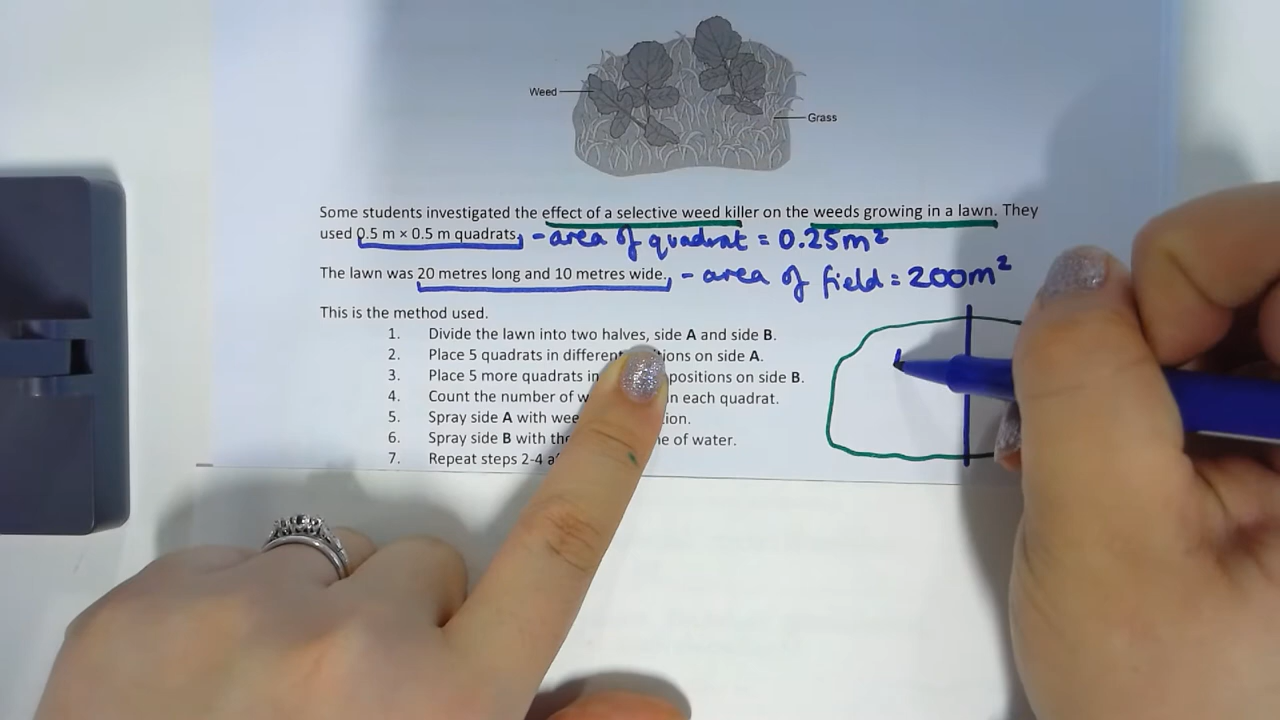 Weed
Grass
Some students investigated the effect of a selective weed killer on the weeds growing in a lawn. They
used 0.5 m × 0.5 m quadrats. - area of quadrat = 0.25m²
The lawn was 20 metres long and 10 metres wide. - area of field = 200m²
This is the method used.
1. Divide the lawn into two halves, side A and side B.
2. Place 5 quadrats in different on side A.
3. Place 5 more quadrats in positions on side B.
4. Count the number of in each quadrat.
5. Spray side A with
6. Spray side B with of water.
7. Repeat steps 2-4